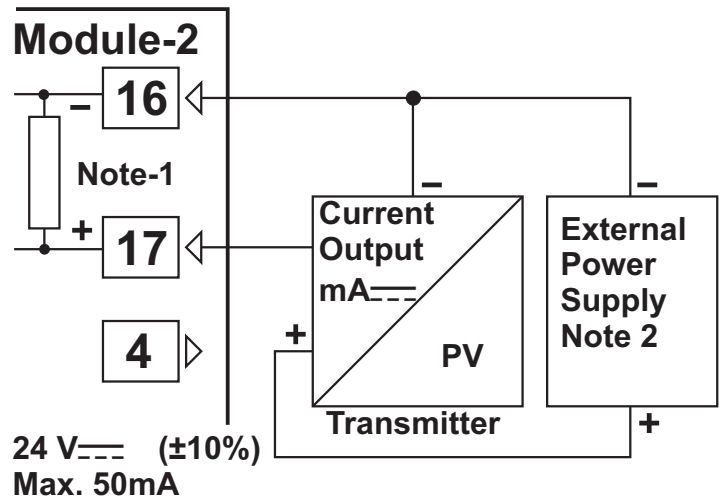 Module-2
16
−
Note-1
+
17
4
24 V (±10%)
Max. 50mA
−
Current
Output
mA
+
PV
Transmitter
−
External
Power
Supply
Note 2
+